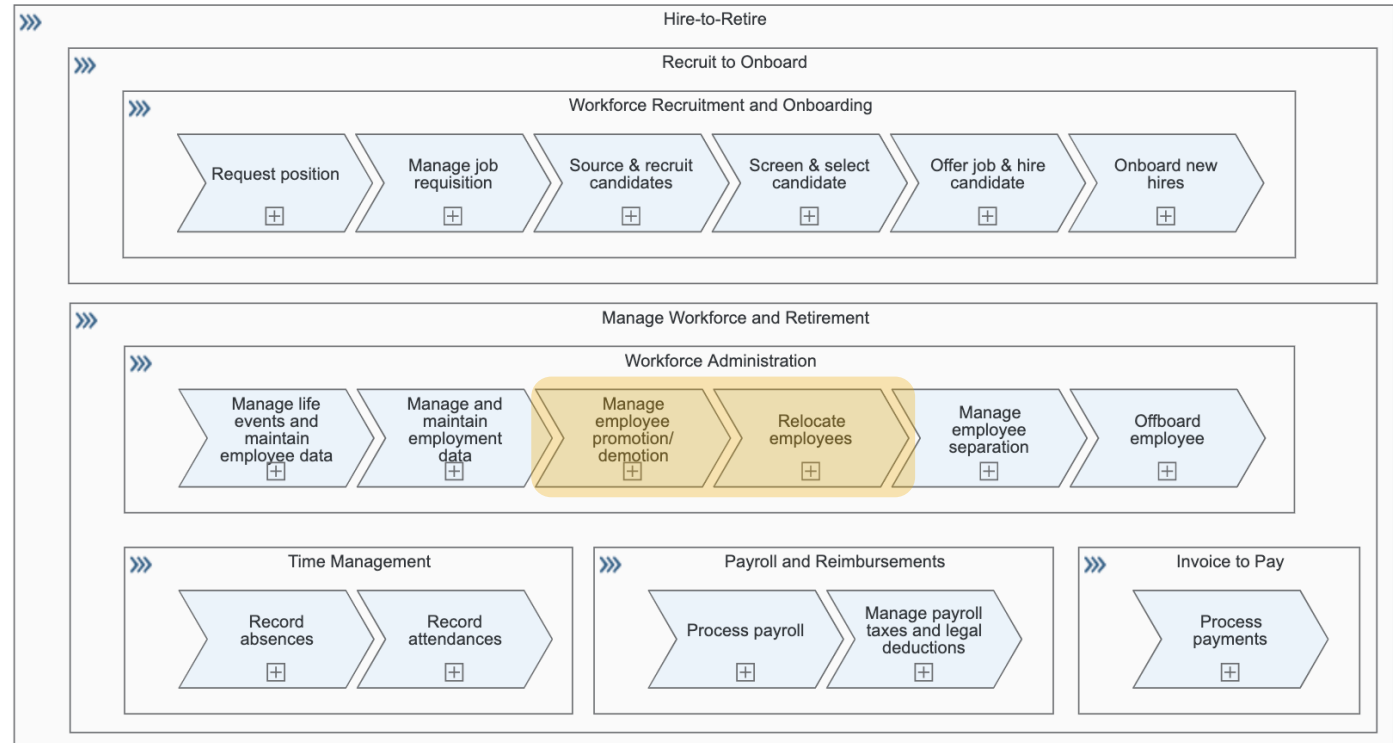 Hire-to-Retire
Recruit to Onboard
Workforce Recruitment and Onboarding
Request position
Manage job
requisition
Source & recruit
candidates
Screen & select
candidate
Offer job & hire
candidate
Onboard new
hires
Manage Workforce and Retirement
Workforce Administration
Manage life
events and
maintain
employee data
Manage and
maintain
employment
data
Manage
employee
promotion/
demotion
Relocate
employees
Manage
employee
separation
Offboard
employee
Time Management
Record
absences
Record
attendances
Payroll and Reimbursements
Process payroll
Manage payroll
taxes and legal
deductions
Invoice to Pay
Process
payments